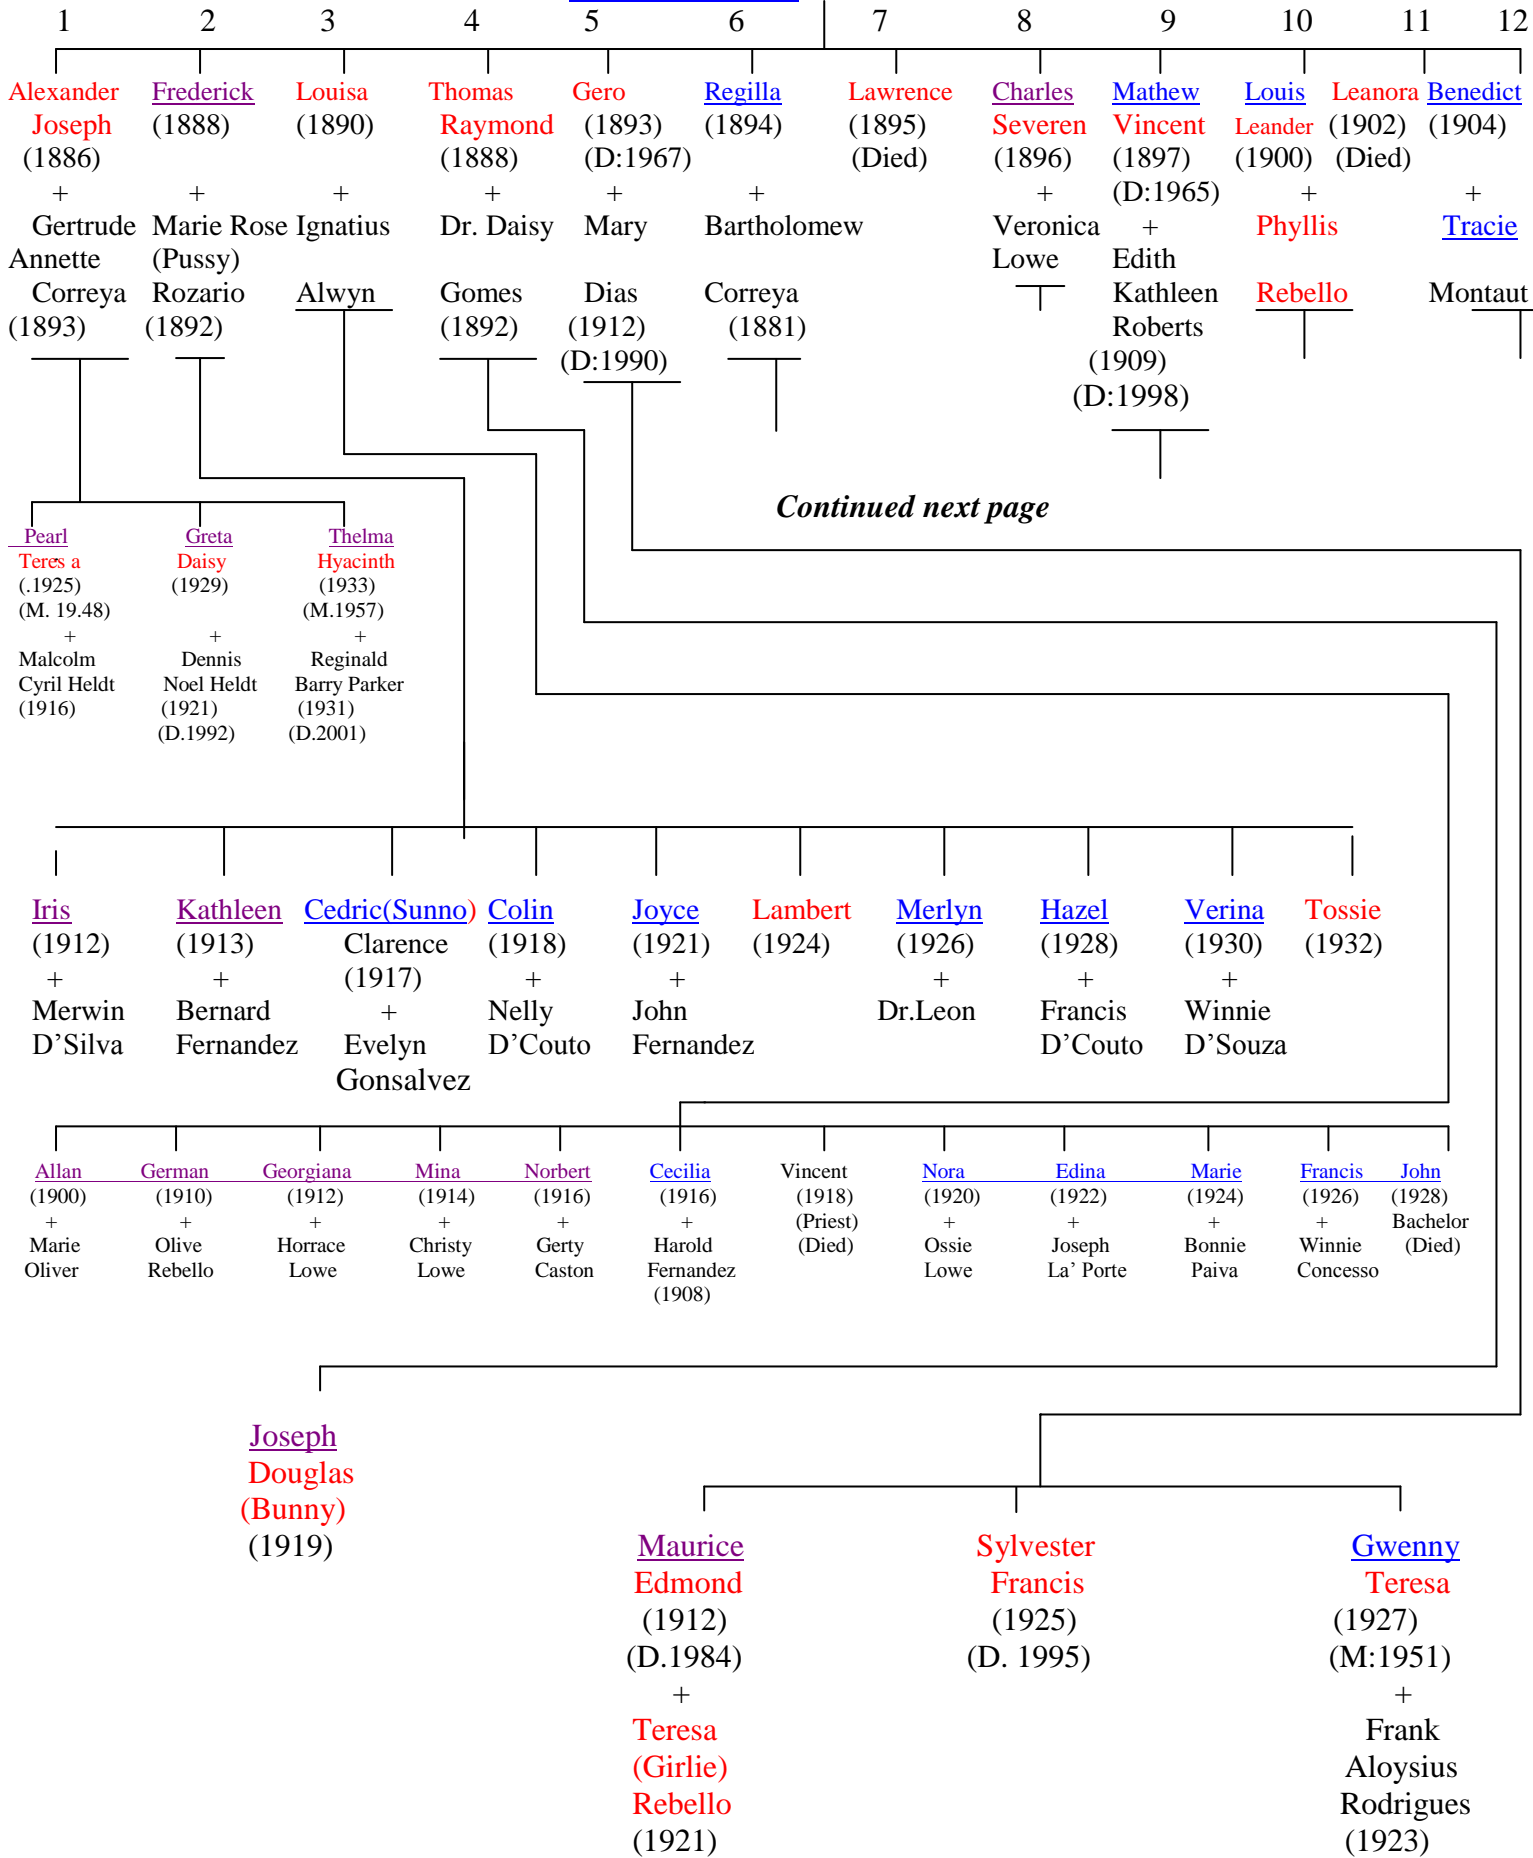 1 2 3 4 5 6 7 8 9 10 11 12
Alexander Frederick Louisa Thomas Gero Regilla Lawrence Charles Mathew Louis Leanora Benedict
Joseph (1888) (1890) Raymond (1893) (1894) (1895) Severen Vincent Leander (1902) (1904)
(1886) (1888) (D:1967) (Died) (1896) (1897) (1900) (Died)
+ + + + + + + (D:1965) + +
Gertrude Marie Rose Ignatius Dr. Daisy Mary Bartholomew Veronica + Phyllis Tracie
Annette (Pussy) Lowe Edith
Correya Rozario Alwyn Gomes Dias Correya Kathleen Rebello Montaut
(1893) (1892) (1892) (1912) (1881) Roberts
(D:1990) (1909)
(D:1998)
Continued next page
Pearl Greta Thelma
Teres a Daisy Hyacinth
(.1925) (1929) (1933)
(M. 19.48) (M.1957)
+ + +
Malcolm Dennis Reginald
Cyril Heldt Noel Heldt Barry Parker
(1916) (1921) (1931)
(D.1992) (D.2001)
Iris Kathleen Cedric(Sunno) Colin Joyce Lambert Merlyn Hazel Verina Tossie
(1912) (1913) Clarence (1918) (1921) (1924) (1926) (1928) (1930) (1932)
+ + (1917) + + + + +
Merwin Bernard + Nelly John Dr.Leon Francis Winnie
D’Silva Fernandez Evelyn D’Couto Fernandez D’Couto D’Souza
Gonsalvez
Allan German Georgiana Mina Norbert Cecilia Vincent Nora Edina Marie Francis John
(1900) (1910) (1912) (1914) (1916) (1916) (1918) (1920) (1922) (1924) (1926) (1928)
+ + + + + + (Priest) + + + + Bachelor
Marie Olive Horrace Christy Gerty Harold (Died) Ossie Joseph Bonnie Winnie (Died)
Oliver Rebello Lowe Lowe Caston Fernandez Lowe La’ Porte Paiva Concesso
(1908)
Joseph
Douglas
(Bunny)
(1919)
Maurice Sylvester Gwenny
Edmond Francis Teresa
(1912) (1925) (1927)
(D.1984) (D. 1995) (M:1951)
+ +
Teresa Frank
(Girlie) Aloysius
Rebello Rodrigues
(1921) (1923)